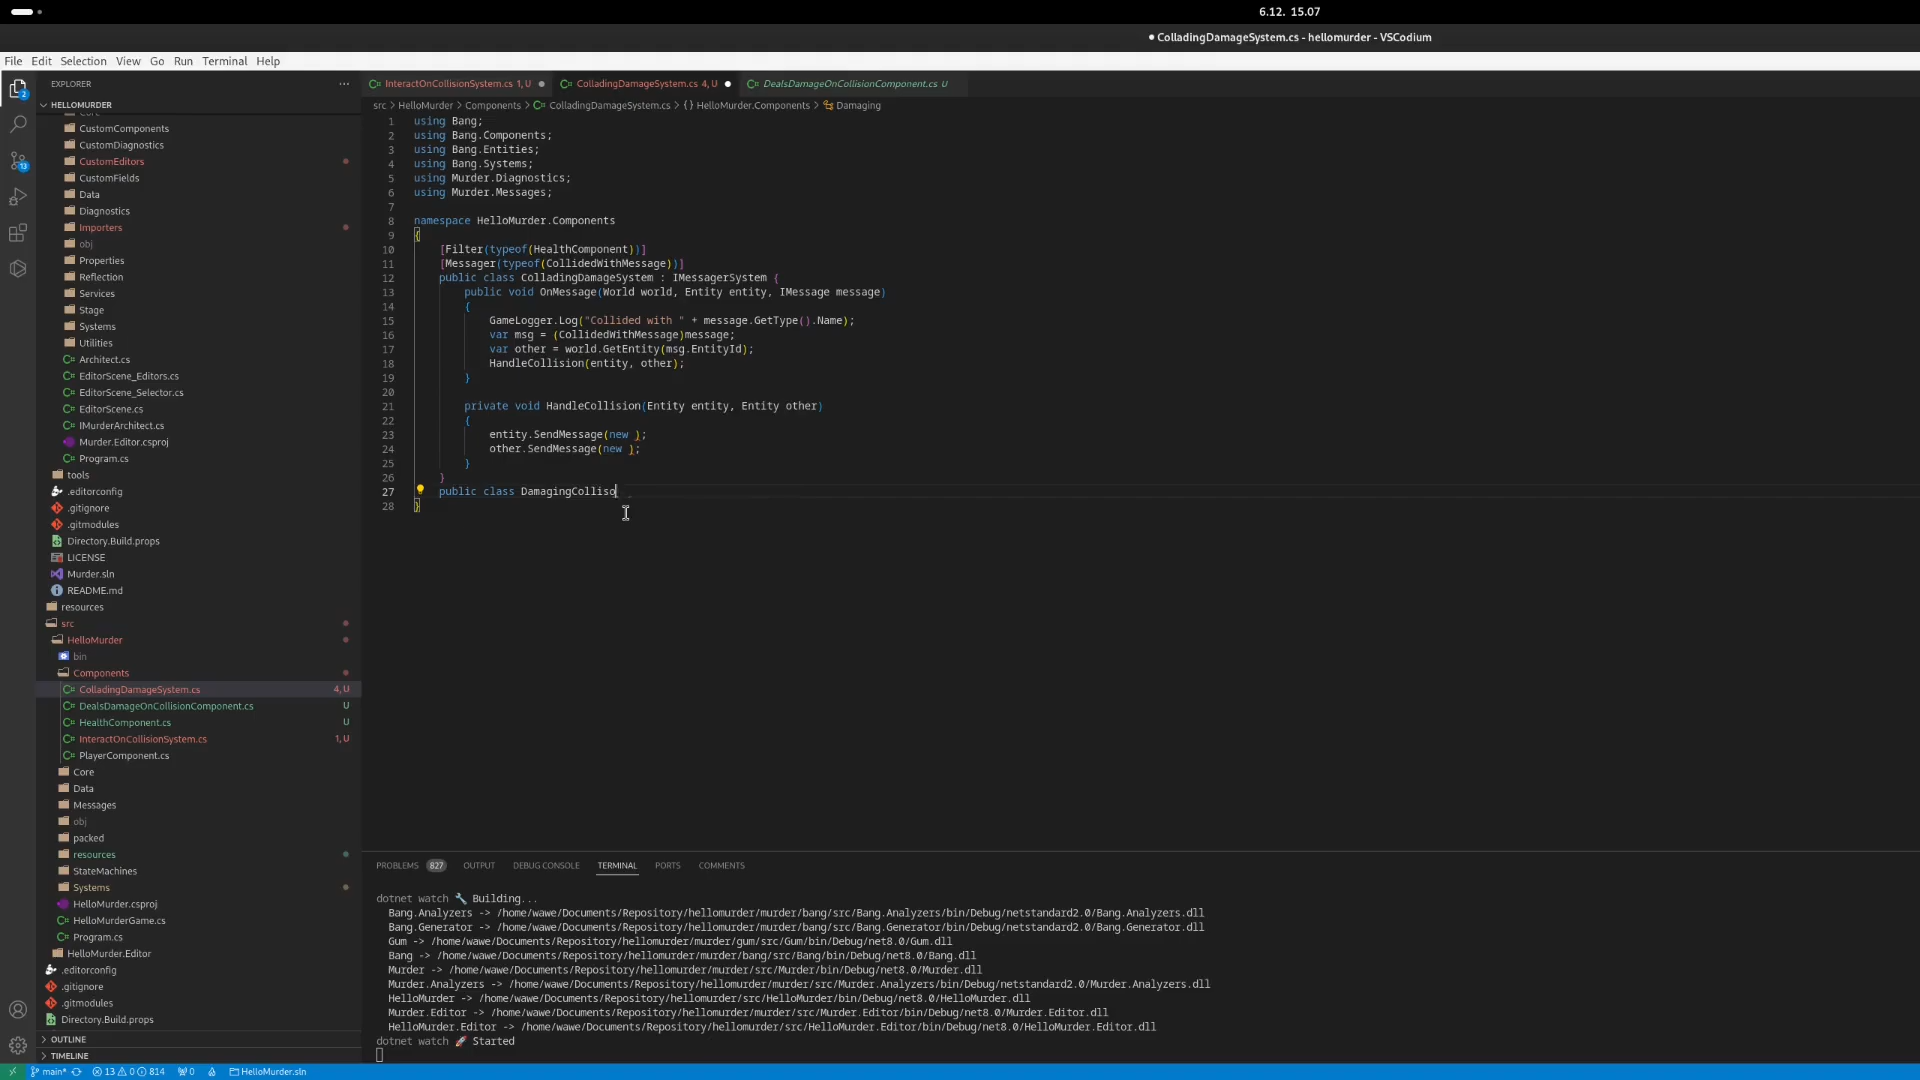 6.12. 15.07
● ColladingDamageSystem.cs - hellomurder - VSCodium
File Edit Selection View Go Run Terminal Help
EXPLORER ···
InteractOnCollisionSystem.cs 1, U ●
ColladingDamageSystem.cs 4, U ●
DealsDamageOnCollisionComponent.cs U
HELLOMURDER
src > HelloMurder > Components > ColladingDamageSystem.cs > {} HelloMurder.Components > Damaging
CustomComponents
CustomDiagnostics
CustomEditors
CustomFields
Data
Diagnostics
Importers
obj
Properties
Reflection
Services
Stage
Systems
Utilities
Architect.cs
EditorScene_Editors.cs
EditorScene_Selector.cs
EditorScene.cs
IMurderArchitect.cs
Murder.Editor.csproj
Program.cs
tools
.editorconfig
.gitignore
.gitmodules
Directory.Build.props
LICENSE
Murder.sln
README.md
resources
src
HelloMurder
bin
Components
ColladingDamageSystem.cs 4, U
DealsDamageOnCollisionComponent.cs U
HealthComponent.cs U
InteractOnCollisionSystem.cs 1, U
PlayerComponent.cs
Core
Data
Messages
obj
packed
resources
StateMachines
Systems
HelloMurder.csproj
HelloMurderGame.cs
Program.cs
HelloMurder.Editor
.editorconfig
.gitignore
.gitmodules
Directory.Build.props
OUTLINE
TIMELINE
1 using Bang;
2 using Bang.Components;
3 using Bang.Entities;
4 using Bang.Systems;
5 using Murder.Diagnostics;
6 using Murder.Messages;
7
8 namespace HelloMurder.Components
9 {
10 [Filter(typeof(HealthComponent))]
11 [Messager(typeof(CollidedWithMessage))]
12 public class ColladingDamageSystem : IMessagerSystem {
13 public void OnMessage(World world, Entity entity, IMessage message)
14 {
15 GameLogger.Log("Collided with " + message.GetType().Name);
16 var msg = (CollidedWithMessage)message;
17 var other = world.GetEntity(msg.EntityId);
18 HandleCollision(entity, other);
19 }
20
21 private void HandleCollision(Entity entity, Entity other)
22 {
23 entity.SendMessage(new );
24 other.SendMessage(new );
25 }
26 }
27 public class DamagingColliso
28 }
PROBLEMS 827 OUTPUT DEBUG CONSOLE TERMINAL PORTS COMMENTS
dotnet watch 🔧 Building...
Bang.Analyzers -> /home/wawe/Documents/Repository/hellomurder/murder/bang/src/Bang.Analyzers/bin/Debug/netstandard2.0/Bang.Analyzers.dll
Bang.Generator -> /home/wawe/Documents/Repository/hellomurder/murder/bang/src/Bang.Generator/bin/Debug/netstandard2.0/Bang.Generator.dll
Gum -> /home/wawe/Documents/Repository/hellomurder/murder/gum/src/Gum/bin/Debug/net8.0/Gum.dll
Bang -> /home/wawe/Documents/Repository/hellomurder/murder/bang/src/Bang/bin/Debug/net8.0/Bang.dll
Murder -> /home/wawe/Documents/Repository/hellomurder/murder/src/Murder/bin/Debug/net8.0/Murder.dll
Murder.Analyzers -> /home/wawe/Documents/Repository/hellomurder/murder/src/Murder.Analyzers/bin/Debug/netstandard2.0/Murder.Analyzers.dll
HelloMurder -> /home/wawe/Documents/Repository/hellomurder/src/HelloMurder/bin/Debug/net8.0/HelloMurder.dll
Murder.Editor -> /home/wawe/Documents/Repository/hellomurder/murder/src/Murder.Editor/bin/Debug/net8.0/Murder.Editor.dll
HelloMurder.Editor -> /home/wawe/Documents/Repository/hellomurder/src/HelloMurder.Editor/bin/Debug/net8.0/HelloMurder.Editor.dll
dotnet watch 🚀 Started
2
13
main* 13 0 814 0 HelloMurder.sln